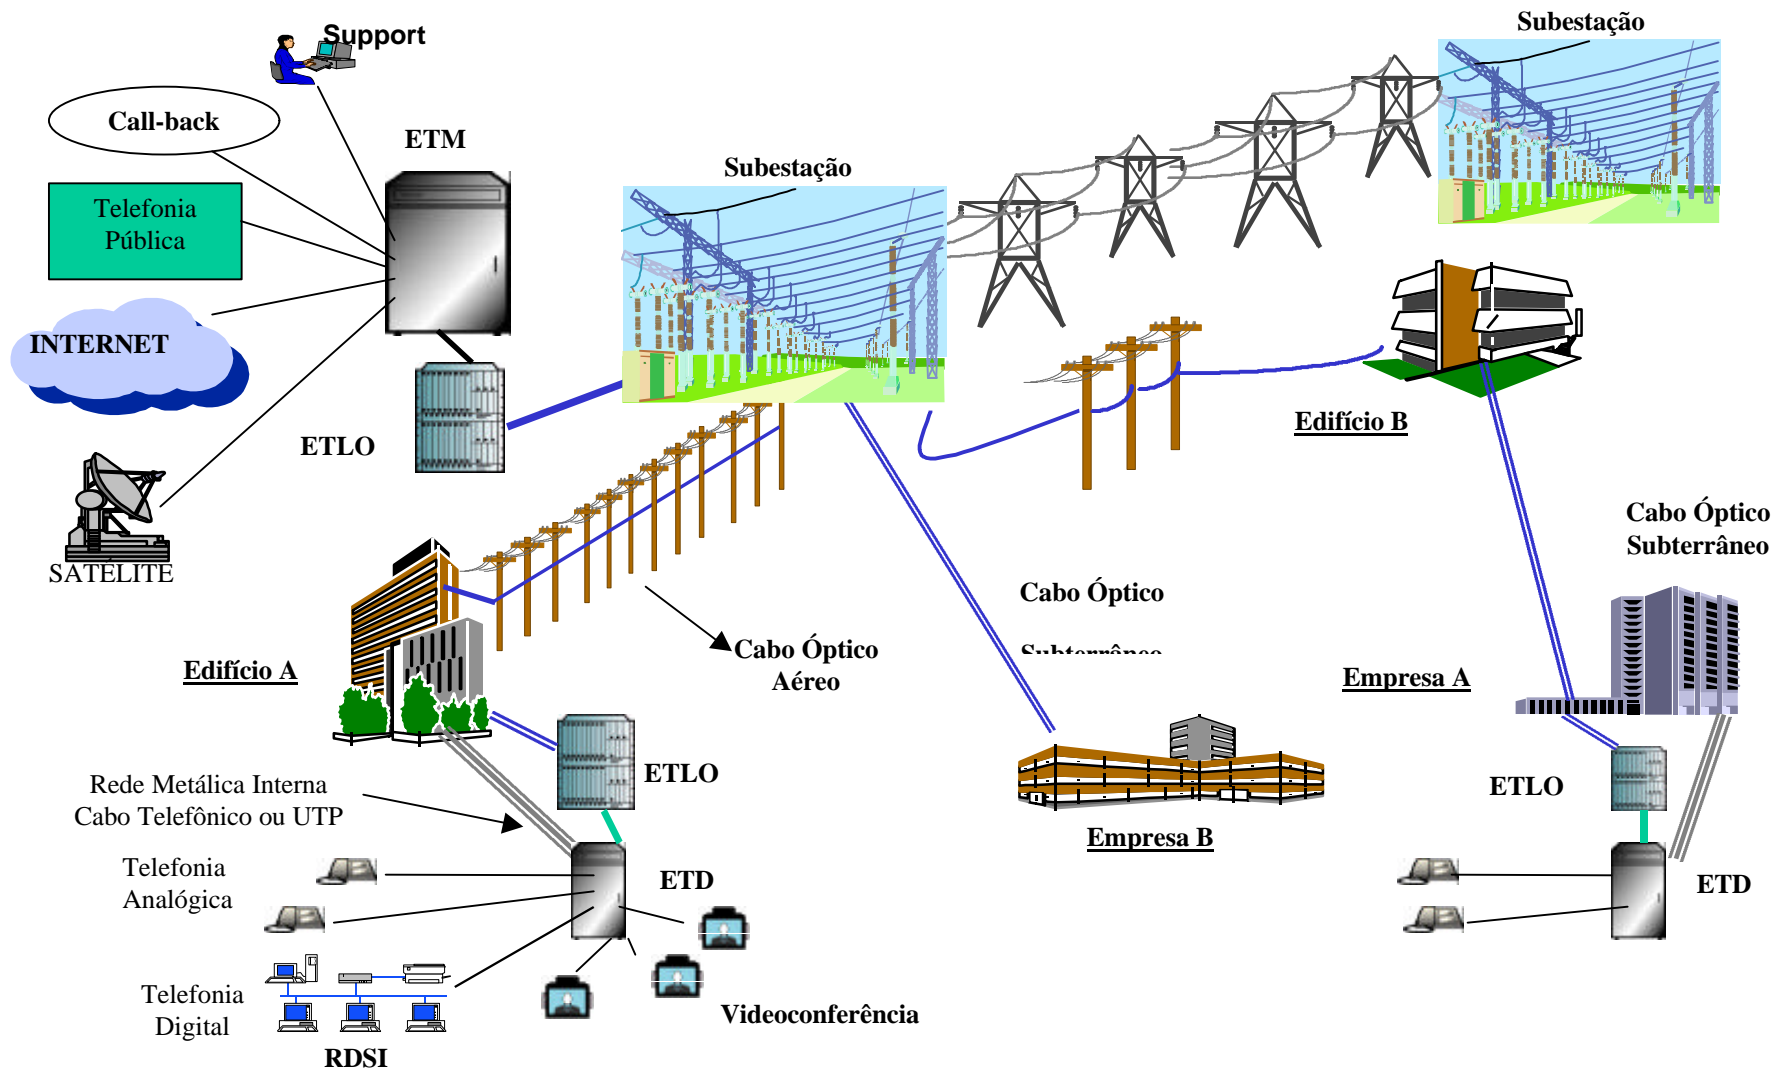 Support
Subestação
Call-back
ETM
Subestação
Telefonia
Pública
INTERNET
ETLO
Edifício B
SATÉLITE
Cabo Óptico
Subterrâneo
Cabo Óptico
Subterrâneo
Cabo Óptico
Aéreo
Edifício A
Empresa A
ETLO
ETLO
Rede Metálica Interna
Cabo Telefônico ou UTP
Empresa B
Telefonia
Analógica
ETD
ETD
Telefonia
Digital
Videoconferência
RDSI